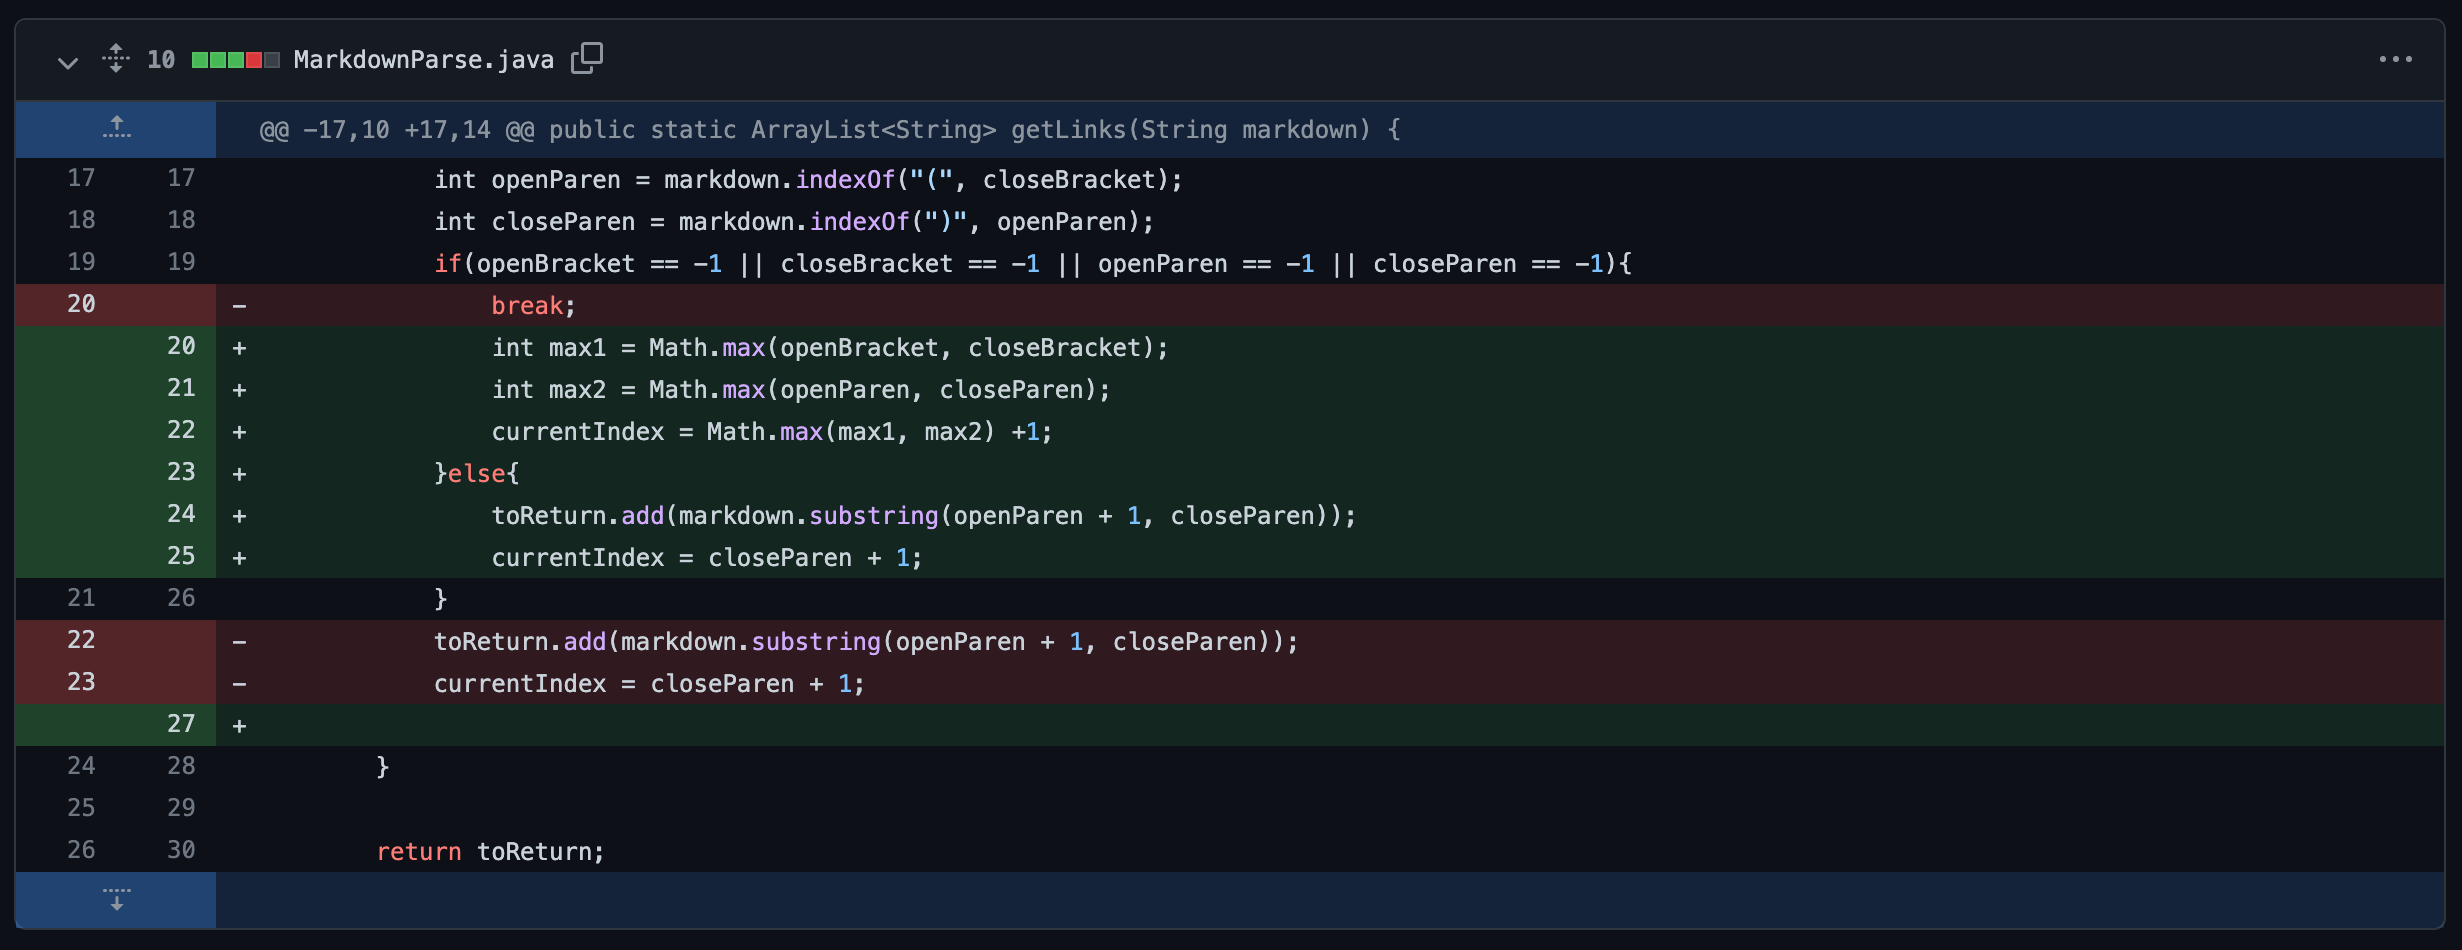 10 MarkdownParse.java
@@ -17,10 +17,14 @@ public static ArrayList<String> getLinks(String markdown) {
17 17 int openParen = markdown.indexOf("(", closeBracket);
18 18 int closeParen = markdown.indexOf(")", openParen);
19 19 if(openBracket == -1 || closeBracket == -1 || openParen == -1 || closeParen == -1){
20 - break;
20 + int max1 = Math.max(openBracket, closeBracket);
21 + int max2 = Math.max(openParen, closeParen);
22 + currentIndex = Math.max(max1, max2) +1;
23 + }else{
24 + toReturn.add(markdown.substring(openParen + 1, closeParen));
25 + currentIndex = closeParen + 1;
21 26 }
22 - toReturn.add(markdown.substring(openParen + 1, closeParen));
23 - currentIndex = closeParen + 1;
27 +
24 28 }
25 29
26 30 return toReturn;